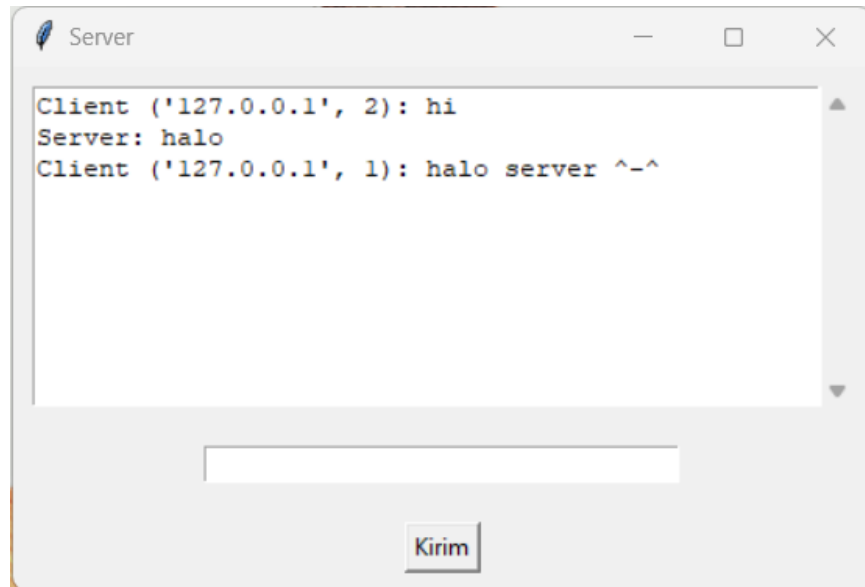 Server
Client ('127.0.0.1', 2): hi
Server: halo
Client ('127.0.0.1', 1): halo server ^-^
Kirim